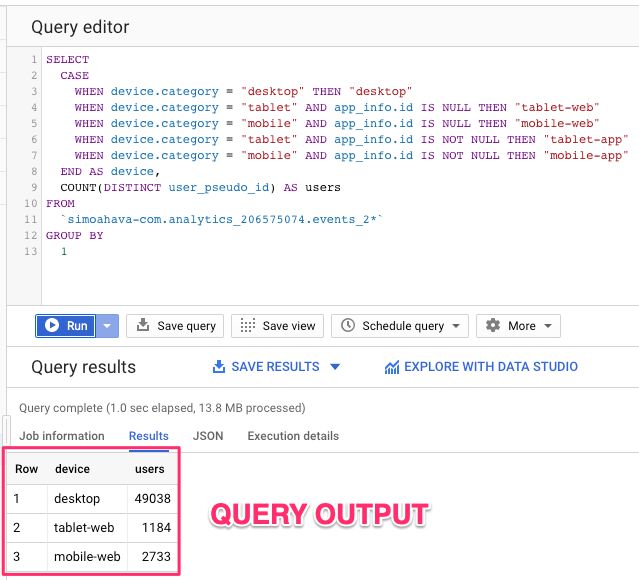 Query editor
1 SELECT
2 CASE
3 WHEN device.category = "desktop" THEN "desktop"
4 WHEN device.category = "tablet" AND app_info.id IS NULL THEN "tablet-web"
5 WHEN device.category = "mobile" AND app_info.id IS NULL THEN "mobile-web"
6 WHEN device.category = "tablet" AND app_info.id IS NOT NULL THEN "tablet-app"
7 WHEN device.category = "mobile" AND app_info.id IS NOT NULL THEN "mobile-app"
8 END AS device,
9 COUNT(DISTINCT user_pseudo_id) AS users
10 FROM
11 `simoahava-com.analytics_206575074.events_2*`
12 GROUP BY
13 1
Run Save query Save view Schedule query More
Query results SAVE RESULTS EXPLORE WITH DATA STUDIO
Query complete (1.0 sec elapsed, 13.8 MB processed)
Job information Results JSON Execution details
Row device users
1 desktop 49038
2 tablet-web 1184
3 mobile-web 2733
QUERY OUTPUT